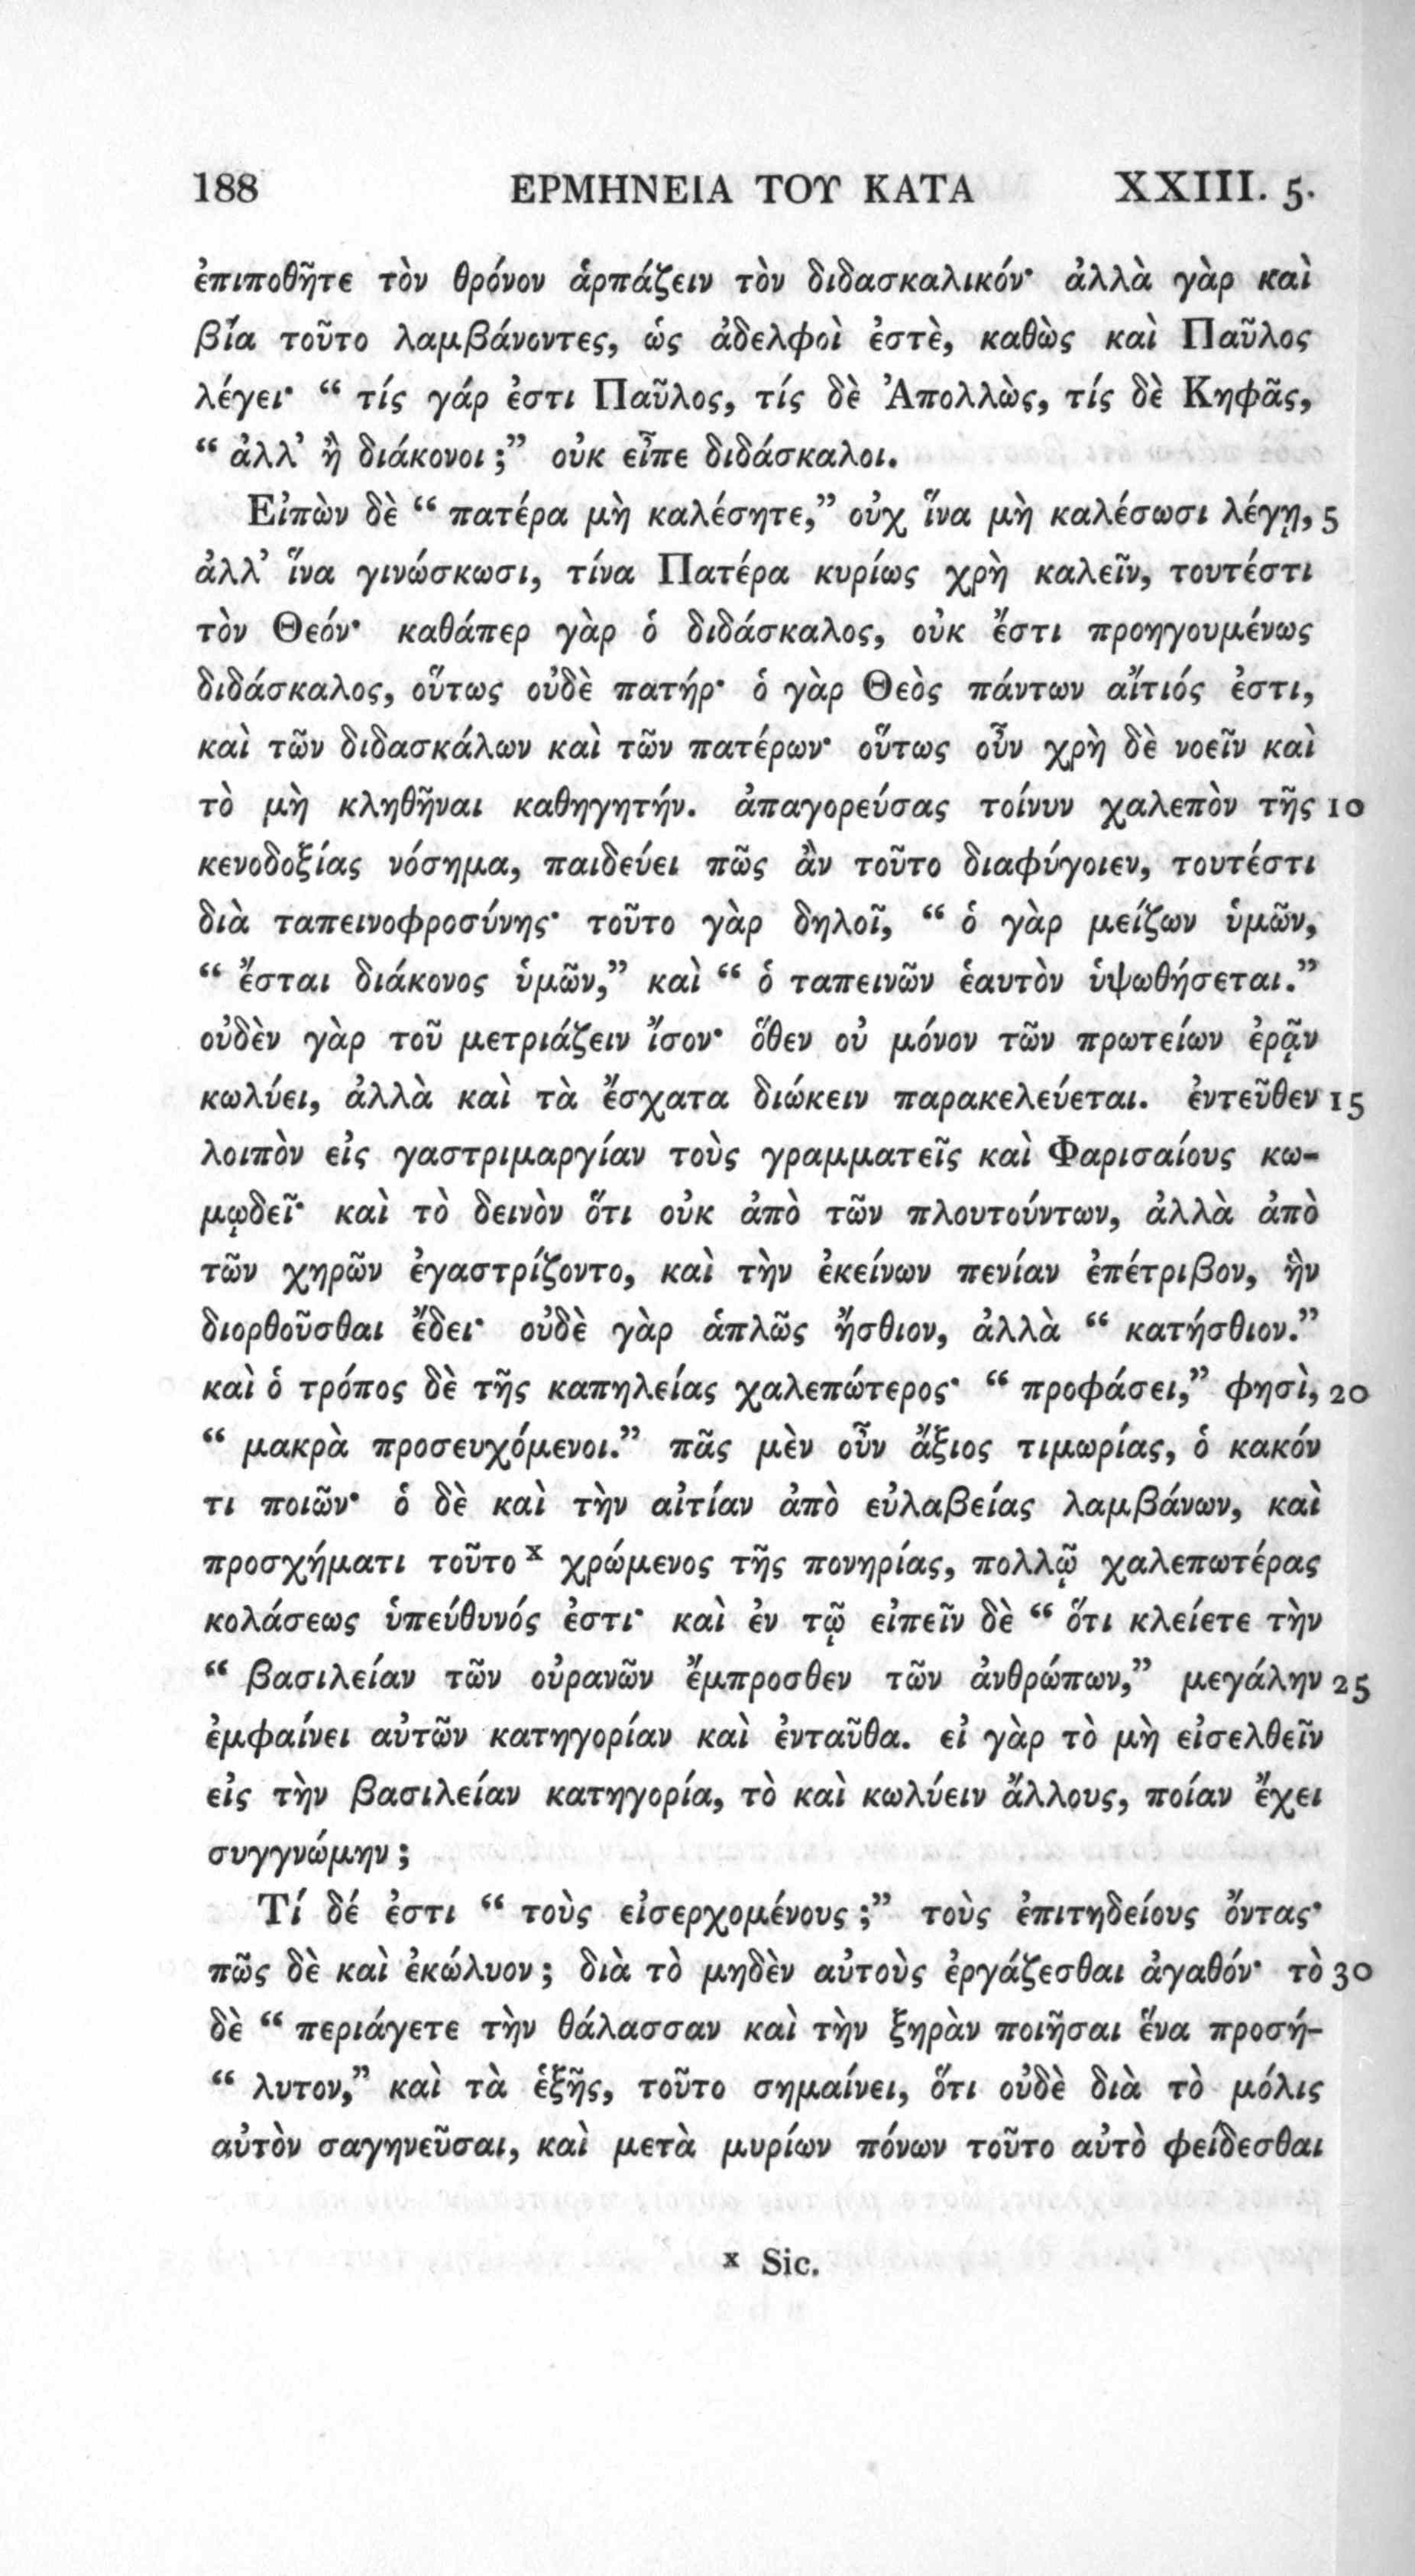 188 ΕΡΜΗΝΕΙΑ ΤΟΥ ΚΑΤΑ XXIII. 5.
ἐπιποθῆτε τὸν θρόνον ἁρπάζειν τὸν διδασκαλικόν· ἀλλὰ γὰρ καὶ
βίᾳ τοῦτο λαμβάνοντες, ὡς ἀδελφοὶ ἐστὲ, καθὼς καὶ Παῦλος
λέγει· “ τίς γάρ ἐστι Παῦλος, τίς δὲ Ἀπολλὼς, τίς δὲ Κηφᾶς,
“ ἀλλ’ ἢ διάκονοι ;” οὐκ εἶπε διδάσκαλοι.
Εἰπὼν δὲ “ πατέρα μὴ καλέσητε,” οὐχ ἵνα μὴ καλέσωσι λέγῃ, 5
ἀλλ’ ἵνα γινώσκωσι, τίνα Πατέρα κυρίως χρὴ καλεῖν, τουτέστι
τὸν Θεόν· καθάπερ γὰρ ὁ διδάσκαλος, οὐκ ἔστι προηγουμένως
διδάσκαλος, οὕτως οὐδὲ πατήρ· ὁ γὰρ Θεὸς πάντων αἴτιός ἐστι,
καὶ τῶν διδασκάλων καὶ τῶν πατέρων· οὕτως οὖν χρὴ δὲ νοεῖν καὶ
τὸ μὴ κληθῆναι καθηγητήν. ἀπαγορεύσας τοίνυν χαλεπὸν τῆς 10
κενοδοξίας νόσημα, παιδεύει πῶς ἂν τοῦτο διαφύγοιεν, τουτέστι
διὰ ταπεινοφροσύνης· τοῦτο γὰρ δηλοῖ, “ ὁ γὰρ μείζων ὑμῶν,
“ ἔσται διάκονος ὑμῶν,” καὶ “ ὁ ταπεινῶν ἑαυτὸν ὑψωθήσεται.”
οὐδὲν γὰρ τοῦ μετριάζειν ἴσον· ὅθεν οὐ μόνον τῶν πρωτείων ἐρᾷν
κωλύει, ἀλλὰ καὶ τὰ ἔσχατα διώκειν παρακελεύεται. ἐντεῦθεν 15
λοιπὸν εἰς γαστριμαργίαν τοὺς γραμματεῖς καὶ Φαρισαίους κω-
μῳδεῖ· καὶ τὸ δεινὸν ὅτι οὐκ ἀπὸ τῶν πλουτούντων, ἀλλὰ ἀπὸ
τῶν χηρῶν ἐγαστρίζοντο, καὶ τὴν ἐκείνων πενίαν ἐπέτριβον, ἣν
διορθοῦσθαι ἔδει· οὐδὲ γὰρ ἁπλῶς ἤσθιον, ἀλλὰ “ κατήσθιον.”
καὶ ὁ τρόπος δὲ τῆς καπηλείας χαλεπώτερος· “ προφάσει,” φησὶ, 20
“ μακρὰ προσευχόμενοι.” πᾶς μὲν οὖν ἄξιος τιμωρίας, ὁ κακόν
τι ποιῶν· ὁ δὲ καὶ τὴν αἰτίαν ἀπὸ εὐλαβείας λαμβάνων, καὶ
προσχήματι τοῦτο x χρώμενος τῆς πονηρίας, πολλῷ χαλεπωτέρας
κολάσεως ὑπεύθυνός ἐστι· καὶ ἐν τῷ εἰπεῖν δὲ “ ὅτι κλείετε τὴν
“ βασιλείαν τῶν οὐρανῶν ἔμπροσθεν τῶν ἀνθρώπων,” μεγάλην 25
ἐμφαίνει αὐτῶν κατηγορίαν καὶ ἐνταῦθα. εἰ γὰρ τὸ μὴ εἰσελθεῖν
εἰς τὴν βασιλείαν κατηγορία, τὸ καὶ κωλύειν ἄλλους, ποίαν ἔχει
συγγνώμην ;
Τί δέ ἐστι “ τοὺς εἰσερχομένους ;” τοὺς ἐπιτηδείους ὄντας·
πῶς δὲ καὶ ἐκώλυον ; διὰ τὸ μηδὲν αὐτοὺς ἐργάζεσθαι ἀγαθόν· τὸ 30
δὲ “ περιάγετε τὴν θάλασσαν καὶ τὴν ξηρὰν ποιῆσαι ἕνα προσή-
“ λυτον,” καὶ τὰ ἑξῆς, τοῦτο σημαίνει, ὅτι οὐδὲ διὰ τὸ μόλις
αὐτὸν σαγηνεῦσαι, καὶ μετὰ μυρίων πόνων τοῦτο αὐτὸ φείδεσθαι
x Sic.